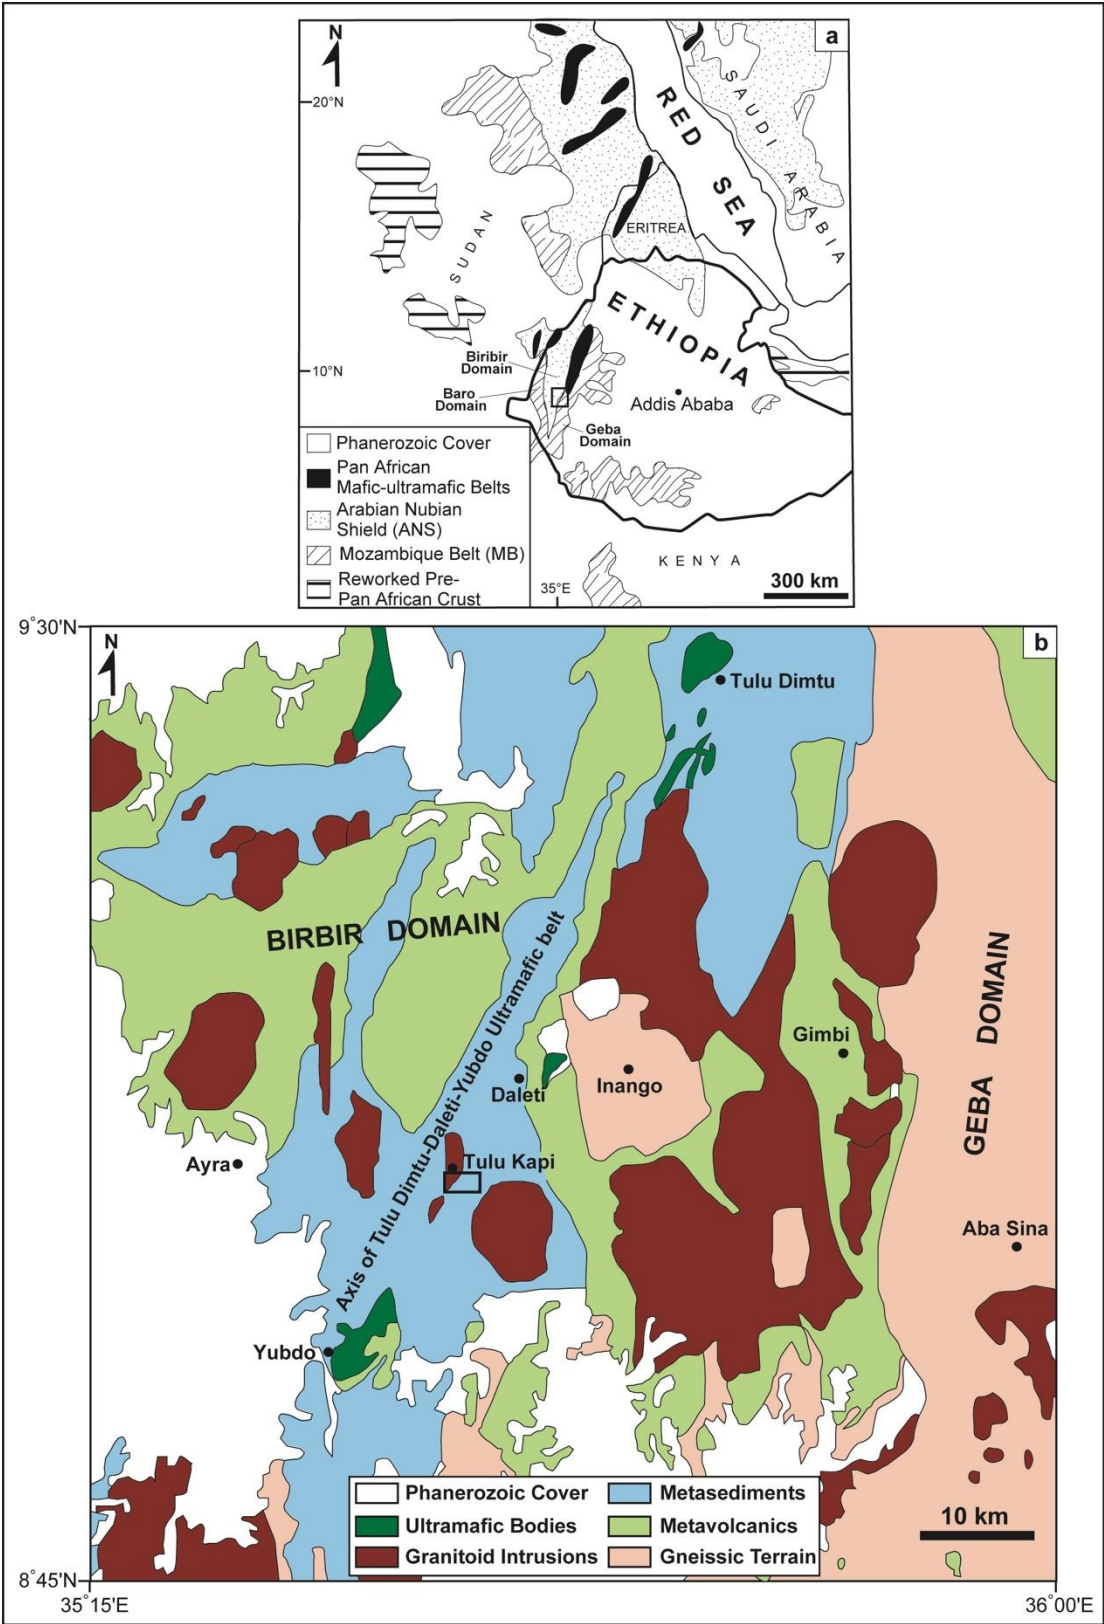 N
a
20°N
RED SEA
SAUDI ARABIA
SUDAN
ERITREA
ETHIOPIA
Biribir
Domain
10°N
Baro
Domain
Addis Ababa
Geba
Domain
Phanerozoic Cover
Pan African
Mafic-ultramafic Belts
Arabian Nubian
Shield (ANS)
Mozambique Belt (MB)
Reworked Pre-
Pan African Crust
KENYA
35°E
300 km
9°30'N
N
b
Tulu Dimtu
BIRBIR DOMAIN
Axis of Tulu Dimtu-Daleti-Yubdo Ultramafic belt
GEBA DOMAIN
Gimbi
Daleti
Inango
Ayra
Tulu Kapi
Aba Sina
Yubdo
Phanerozoic Cover
Metasediments
Ultramafic Bodies
Metavolcanics
Granitoid Intrusions
Gneissic Terrain
10 km
8°45'N
35°15'E
36°00'E